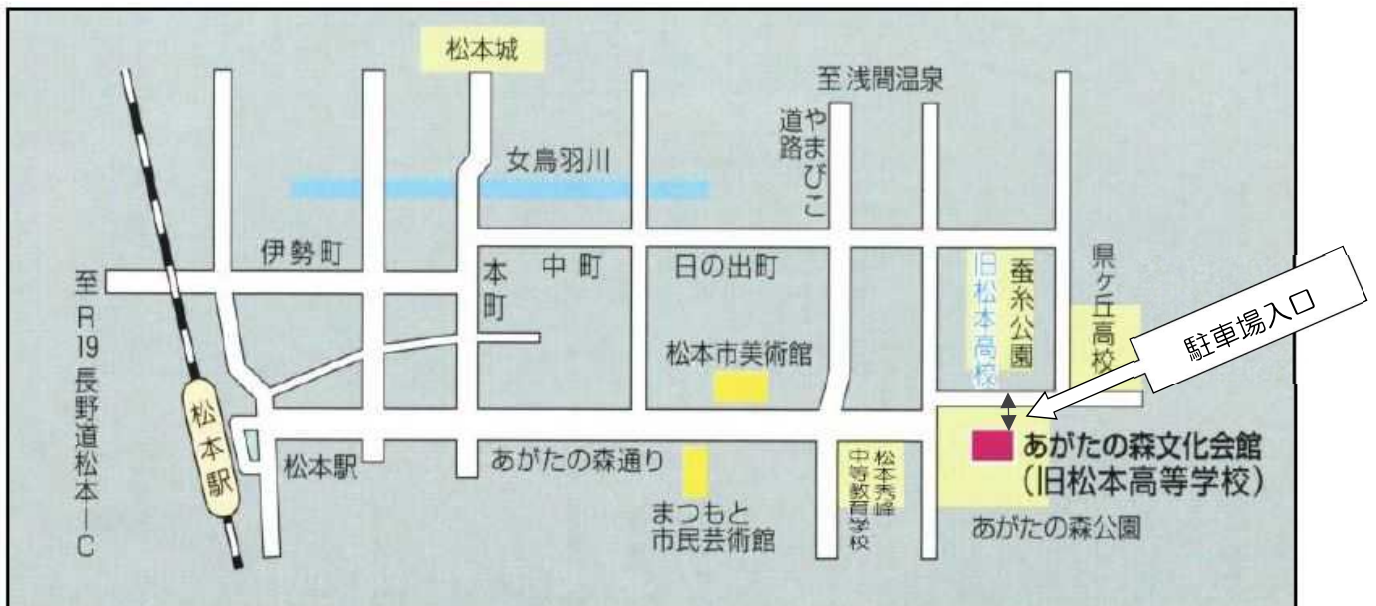 松本城
至浅間温泉
やまびこ
道路
女鳥羽川
伊勢町
本町
中町
日の出町
旧松本高校
蚕糸公園
県ヶ丘高校
駐車場入口
至R19長野道松本ーC
松本市美術館
松本駅
松本駅
あがたの森通り
まつもと
市民芸術館
松本秀峰
中等教育学校
あがたの森文化会館
(旧松本高等学校)
あがたの森公園